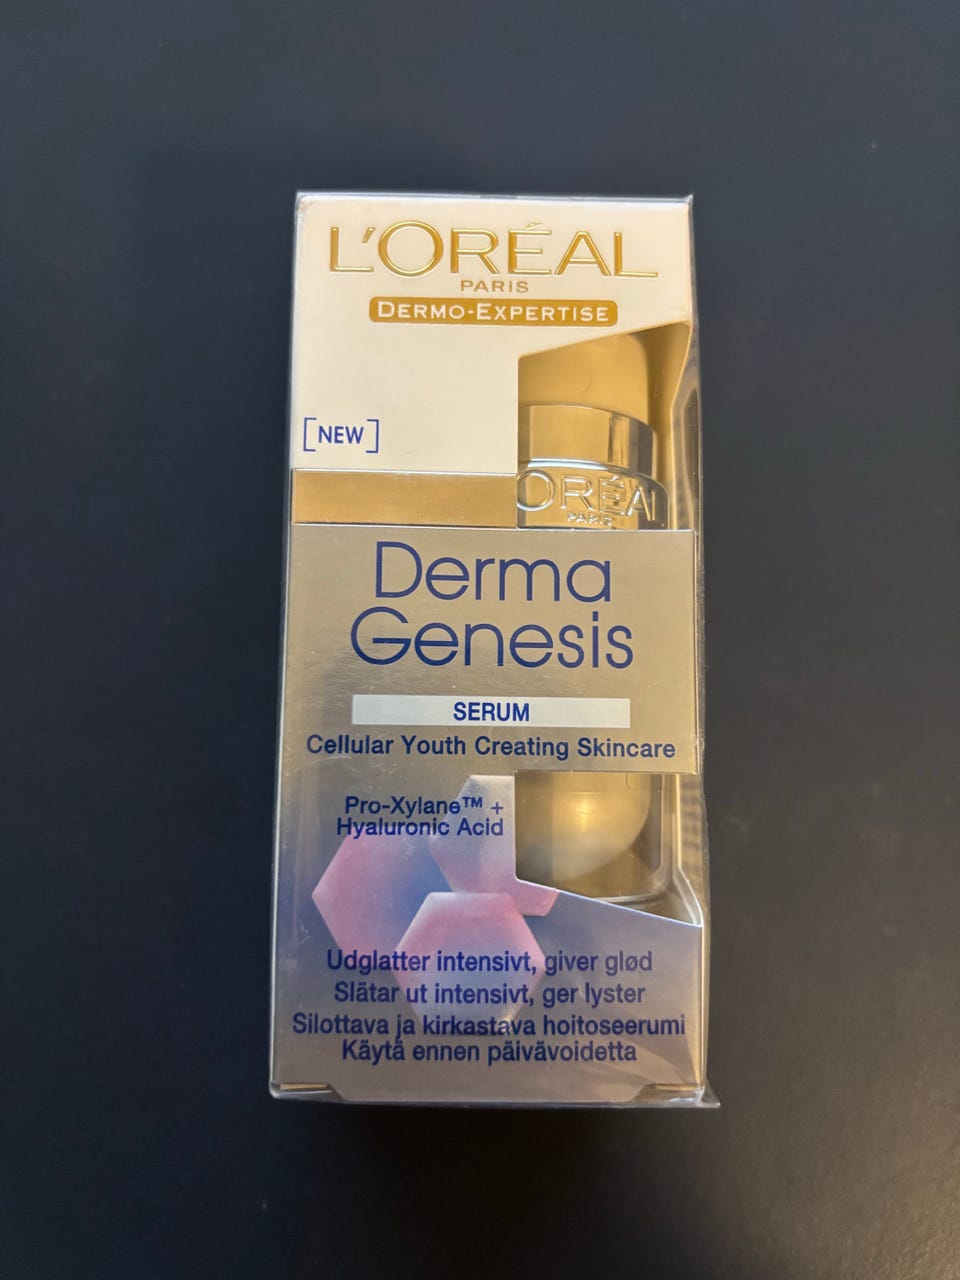 L'ORÉAL
PARIS
DERMO-EXPERTISE
[NEW]
ORÉAL
PARIS
Derma
Genesis
SERUM
Cellular Youth Creating Skincare
Pro-Xylane™ +
Hyaluronic Acid
Udglatter intensivt, giver glød
Slätar ut intensivt, ger lyster
Silottava ja kirkastava hoitoseerumi
Käytä ennen päivävoidetta